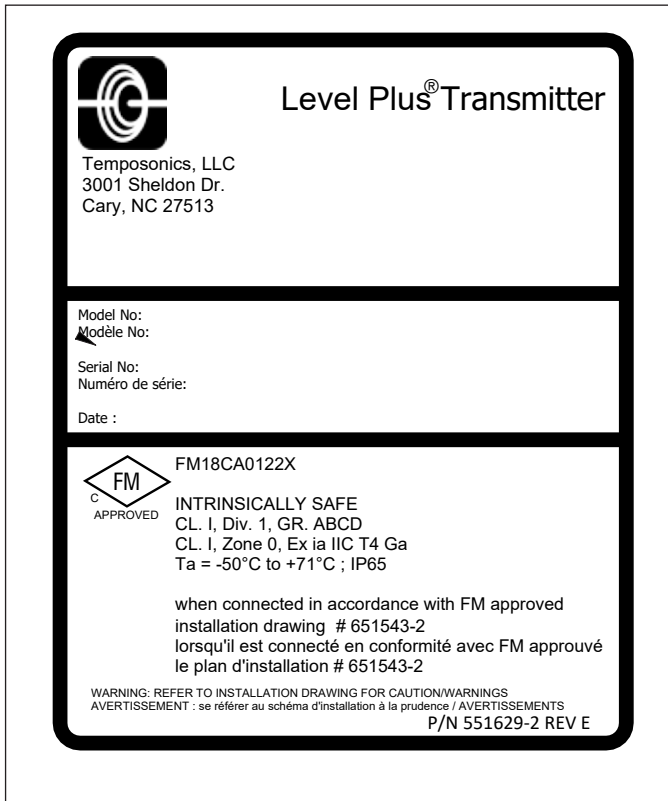 Level Plus® Transmitter
Temposonics, LLC
3001 Sheldon Dr.
Cary, NC 27513
Model No:
Modèle No:
Serial No:
Numéro de série:
Date :
FM
C
APPROVED
FM18CA0122X
INTRINSICALLY SAFE
CL. I, Div. 1, GR. ABCD
CL. I, Zone 0, Ex ia IIC T4 Ga
Ta = -50°C to +71°C ; IP65
when connected in accordance with FM approved
installation drawing # 651543-2
lorsqu'il est connecté en conformité avec FM approuvé
le plan d'installation # 651543-2
WARNING: REFER TO INSTALLATION DRAWING FOR CAUTION/WARNINGS
AVERTISSEMENT : se référer au schéma d'installation à la prudence / AVERTISSEMENTS
P/N 551629-2 REV E